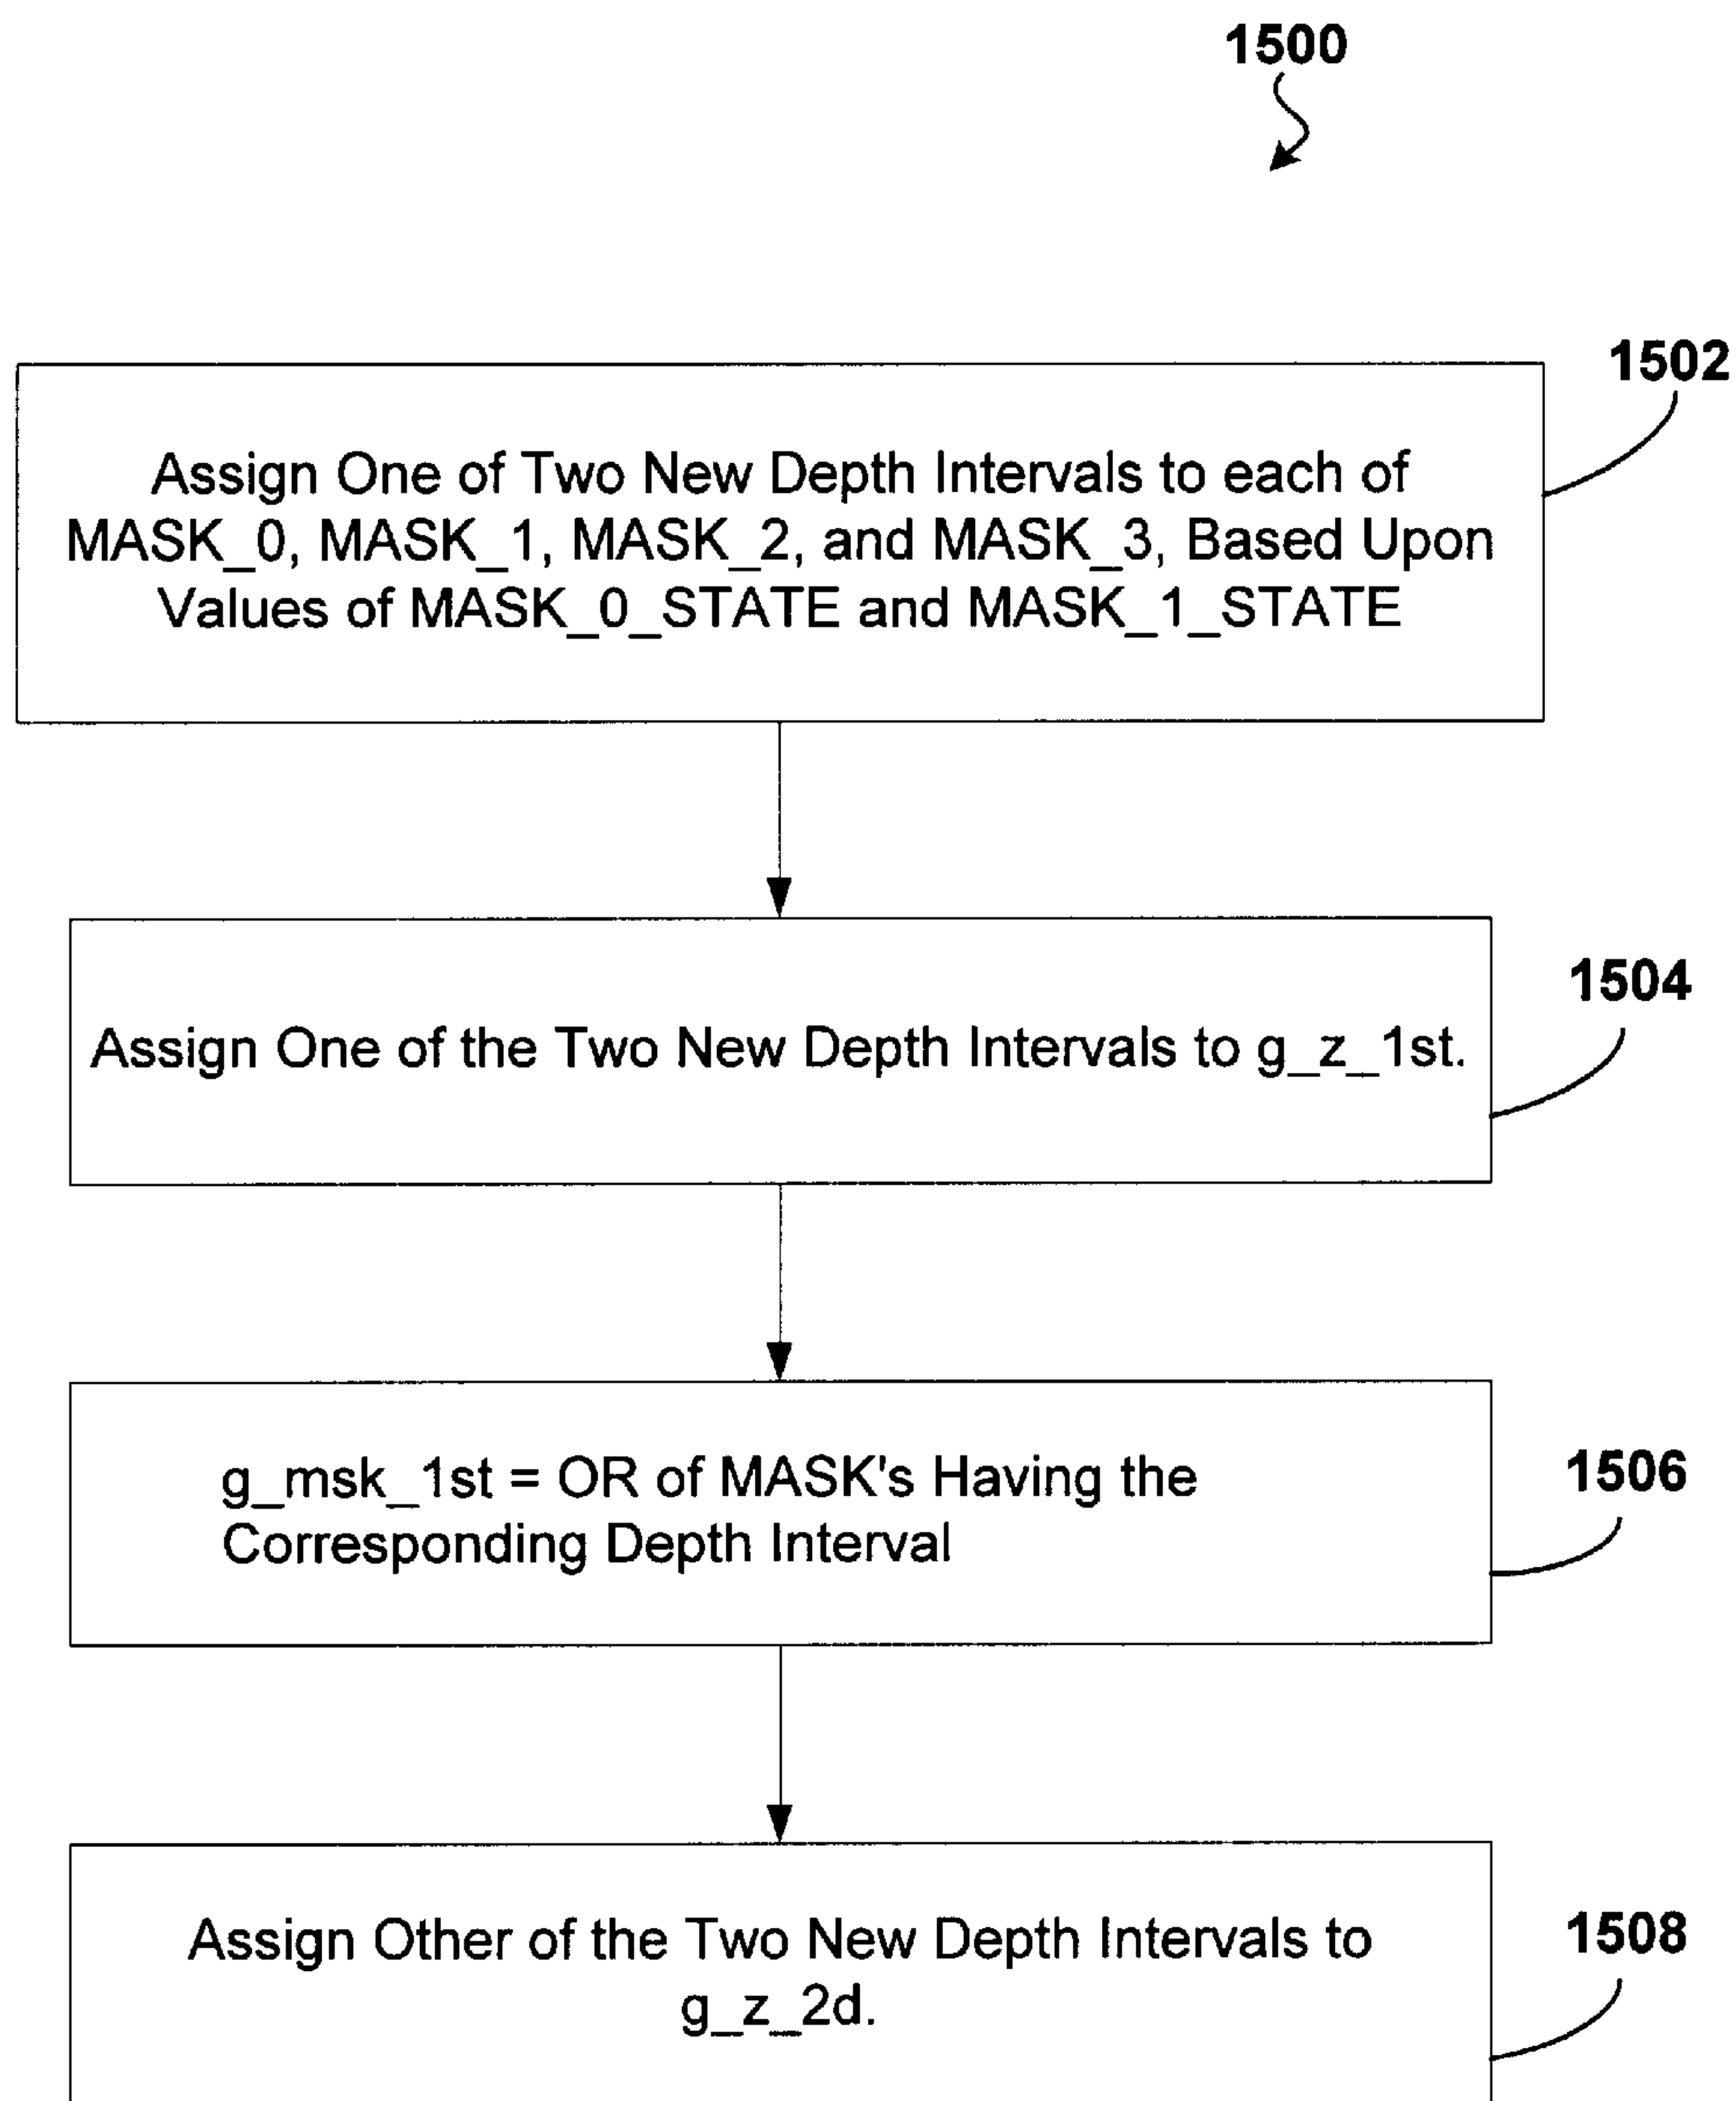 1500
1502
Assign One of Two New Depth Intervals to each of
MASK_0, MASK_1, MASK_2, and MASK_3, Based Upon
Values of MASK_0_STATE and MASK_1_STATE
1504
Assign One of the Two New Depth Intervals to g_z_1st.
1506
g_msk_1st = OR of MASK's Having the
Corresponding Depth Interval
1508
Assign Other of the Two New Depth Intervals to
g_z_2d.